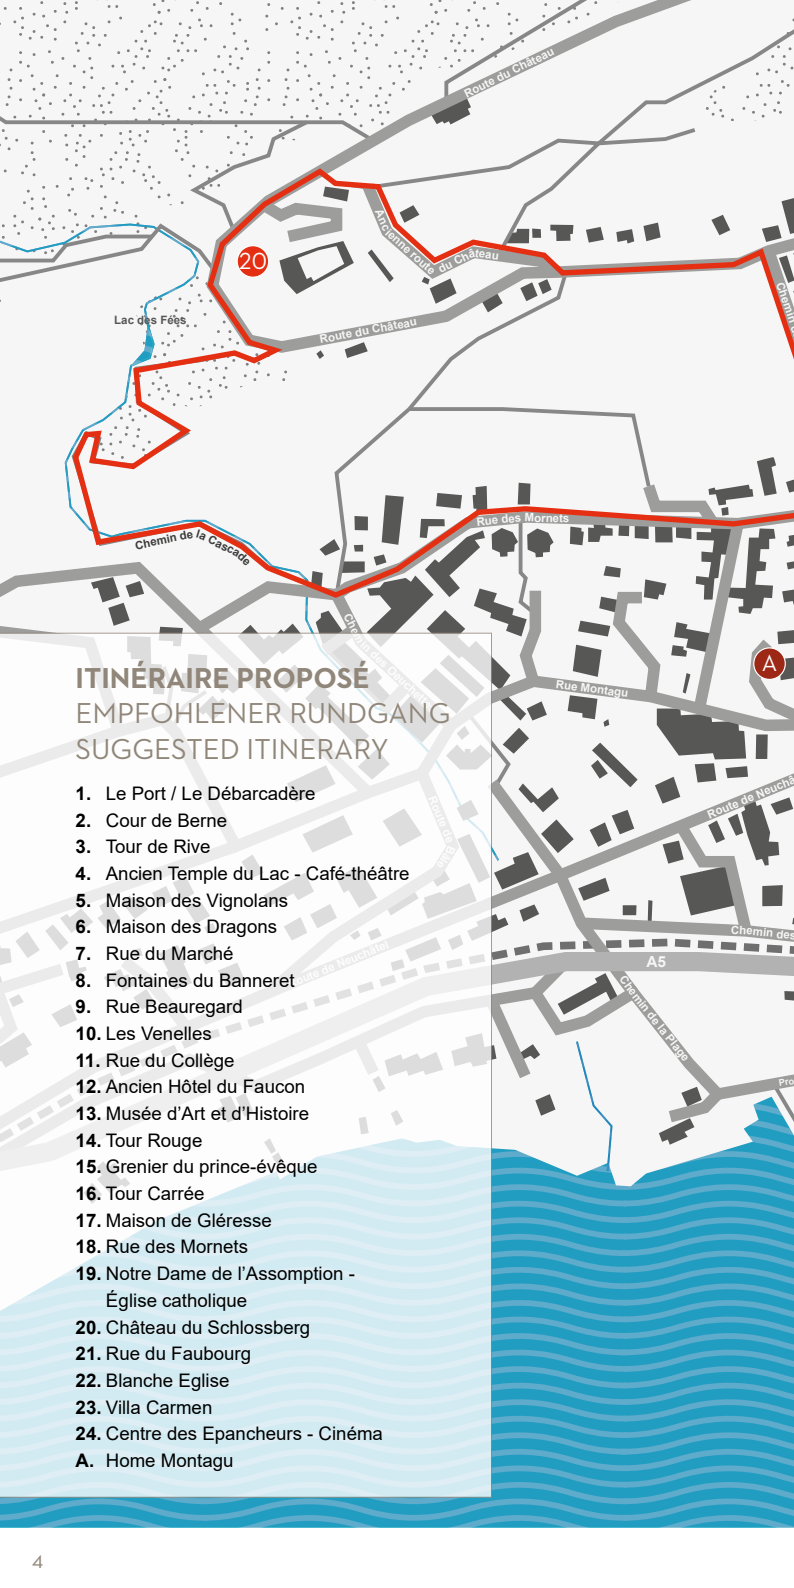 Route du Château
Ancienne route du Château
20
Chemin d
Lac des Fées
Route du Château
Rue des Mornets
Chemin de la Cascade
A
Rue Montagu
ITINÉRAIRE PROPOSÉ
EMPFOHLENER RUNDGANG
SUGGESTED ITINERARY
1. Le Port / Le Débarcadère
2. Cour de Berne
3. Tour de Rive
4. Ancien Temple du Lac - Café-théâtre
5. Maison des Vignolans
6. Maison des Dragons
7. Rue du Marché
8. Fontaines du Banneret
9. Rue Beauregard
10. Les Venelles
11. Rue du Collège
12. Ancien Hôtel du Faucon
13. Musée d’Art et d’Histoire
14. Tour Rouge
15. Grenier du prince-évêque
16. Tour Carrée
17. Maison de Gléresse
18. Rue des Mornets
19. Notre Dame de l’Assomption -
Église catholique
20. Château du Schlossberg
21. Rue du Faubourg
22. Blanche Eglise
23. Villa Carmen
24. Centre des Epancheurs - Cinéma
A. Home Montagu
Route de Neuchâ
Chemin des
Route de Neuchâtel
A5
Chemin de la Plage
Pro
4